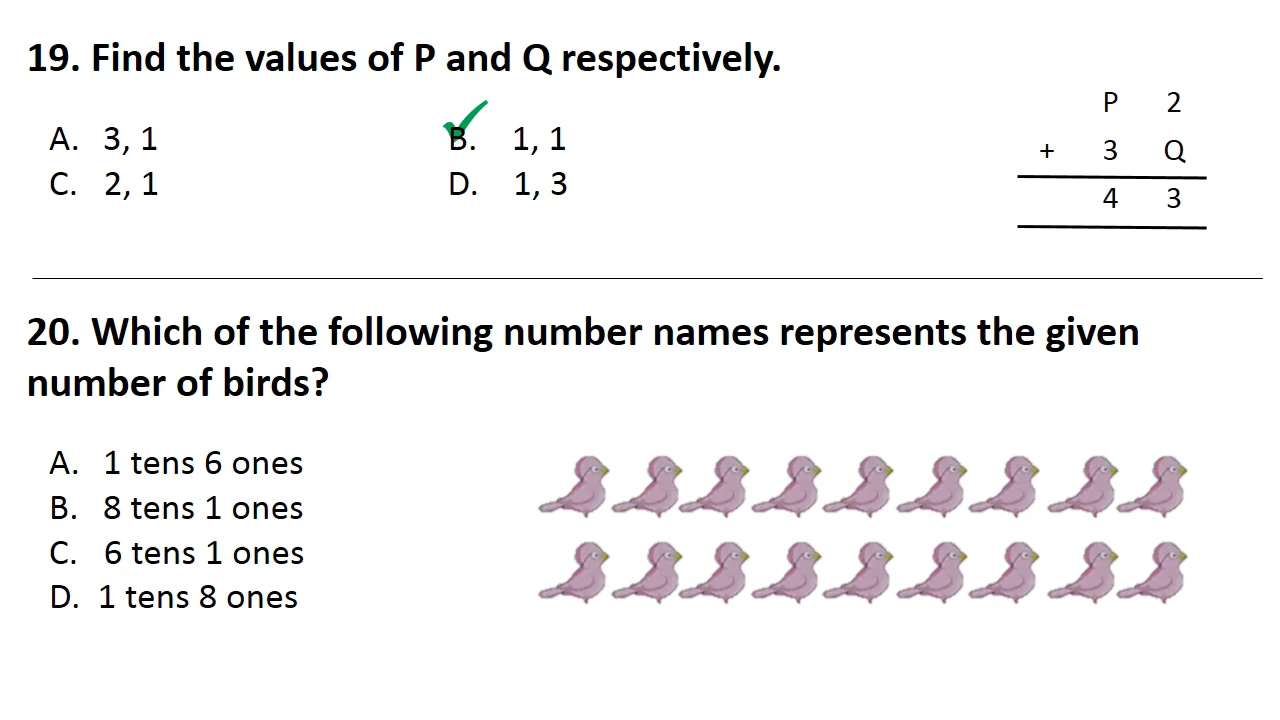 19. Find the values of P and Q respectively.
A. 3, 1
B. 1, 1
C. 2, 1
D. 1, 3
P 2
+ 3 Q
4 3
20. Which of the following number names represents the given
number of birds?
A. 1 tens 6 ones
B. 8 tens 1 ones
C. 6 tens 1 ones
D. 1 tens 8 ones